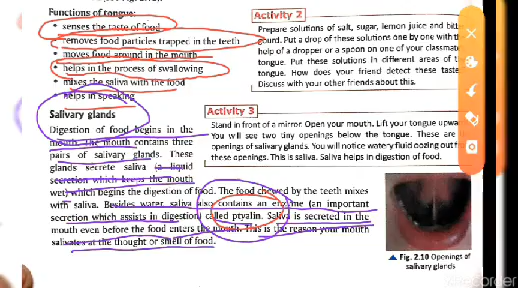 Functions of tongue:
• senses the taste of food
removes food particles trapped in the teeth
• moves food around in the mouth
• helps in the process of swallowing
• mixes the saliva with the food
• helps in speaking
Salivary glands
Digestion of food begins in the
mouth. The mouth contains three
pairs of salivary glands. These
glands secrete saliva (a liquid
secretion which keeps the mouth
wet) which begins the digestion of food. The food chewed by the teeth mixes
with saliva. Besides water, saliva also contains an enzyme (an important
secretion which assists in digestion) called ptyalin. Saliva is secreted in the
mouth even before the food enters the mouth. This is the reason your mouth
salivates at the thought or smell of food.
Activity 2
Prepare solutions of salt, sugar, lemon juice and
gourd. Put a drop of these solutions one by one with
help of a dropper or a spoon on one of your
tongue. Put these solutions in different areas of
tongue. How does your friend detect these
Discuss with your other friends about this.
Activity 3
Stand in front of a mirror. Open your mouth. Lift your tongue
You will see two tiny openings below the tongue. These are
openings of salivary glands. You will notice watery fluid oozing out
these openings. This is saliva. Saliva helps in digestion of food.
▲ Fig. 2.10 Openings of
salivary glands